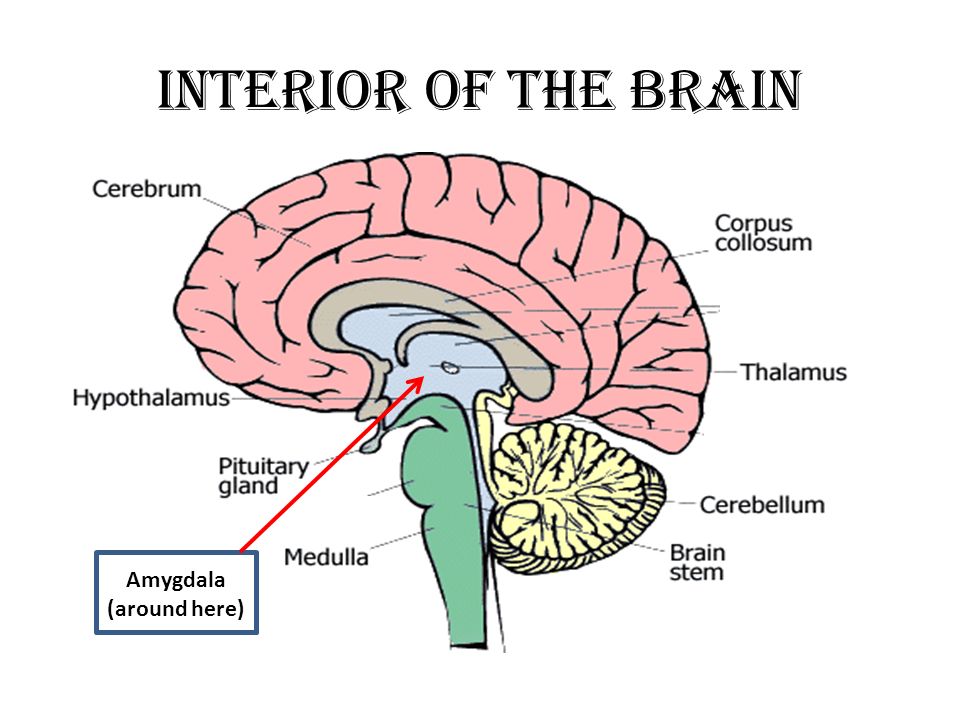 INTERIOR OF THE BRAIN
Cerebrum
Corpus
collosum
Thalamus
Hypothalamus
Pituitary
gland
Cerebellum
Medulla
Brain
stem
Amygdala
(around here)